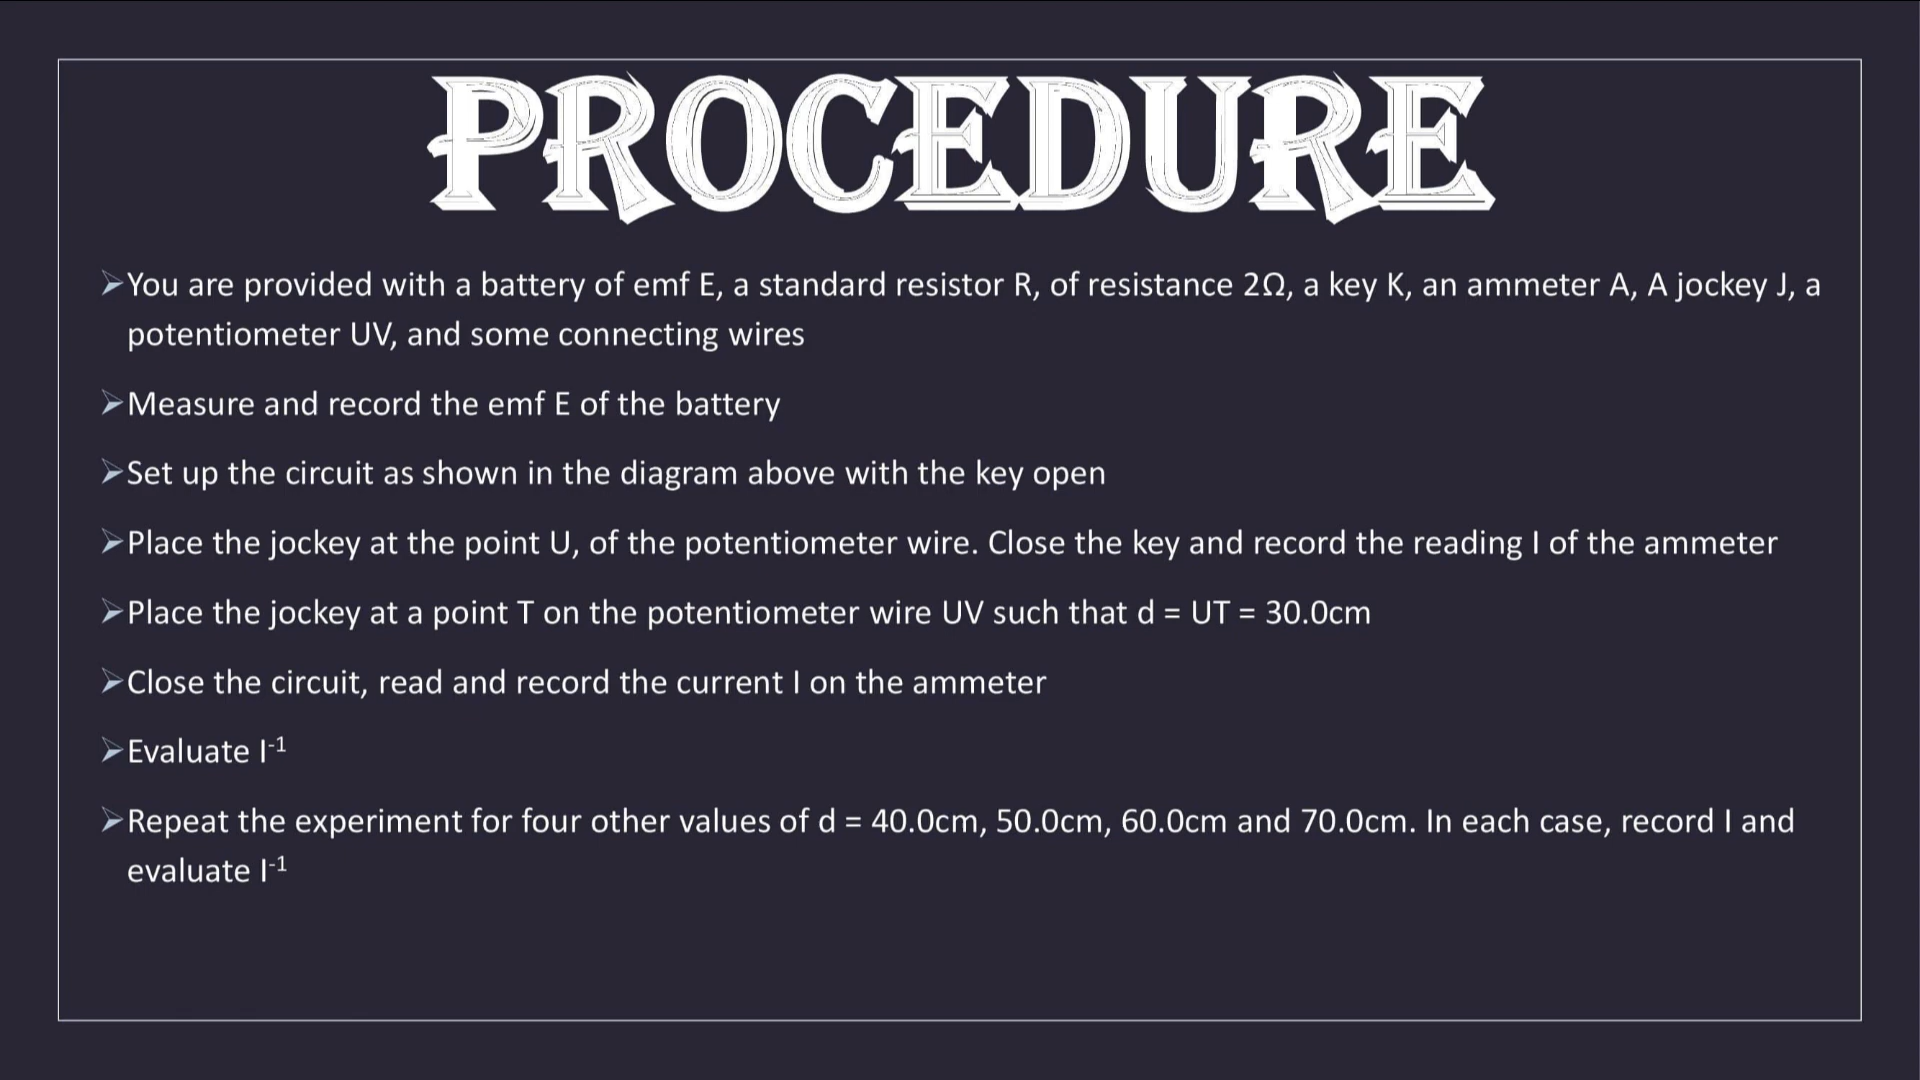 PROCEDURE
➢You are provided with a battery of emf E, a standard resistor R, of resistance 2Ω, a key K, an ammeter A, A jockey J, a
potentiometer UV, and some connecting wires
➢Measure and record the emf E of the battery
➢Set up the circuit as shown in the diagram above with the key open
➢Place the jockey at the point U, of the potentiometer wire. Close the key and record the reading I of the ammeter
➢Place the jockey at a point T on the potentiometer wire UV such that d = UT = 30.0cm
➢Close the circuit, read and record the current I on the ammeter
➢Evaluate I⁻¹
➢Repeat the experiment for four other values of d = 40.0cm, 50.0cm, 60.0cm and 70.0cm. In each case, record I and
evaluate I⁻¹